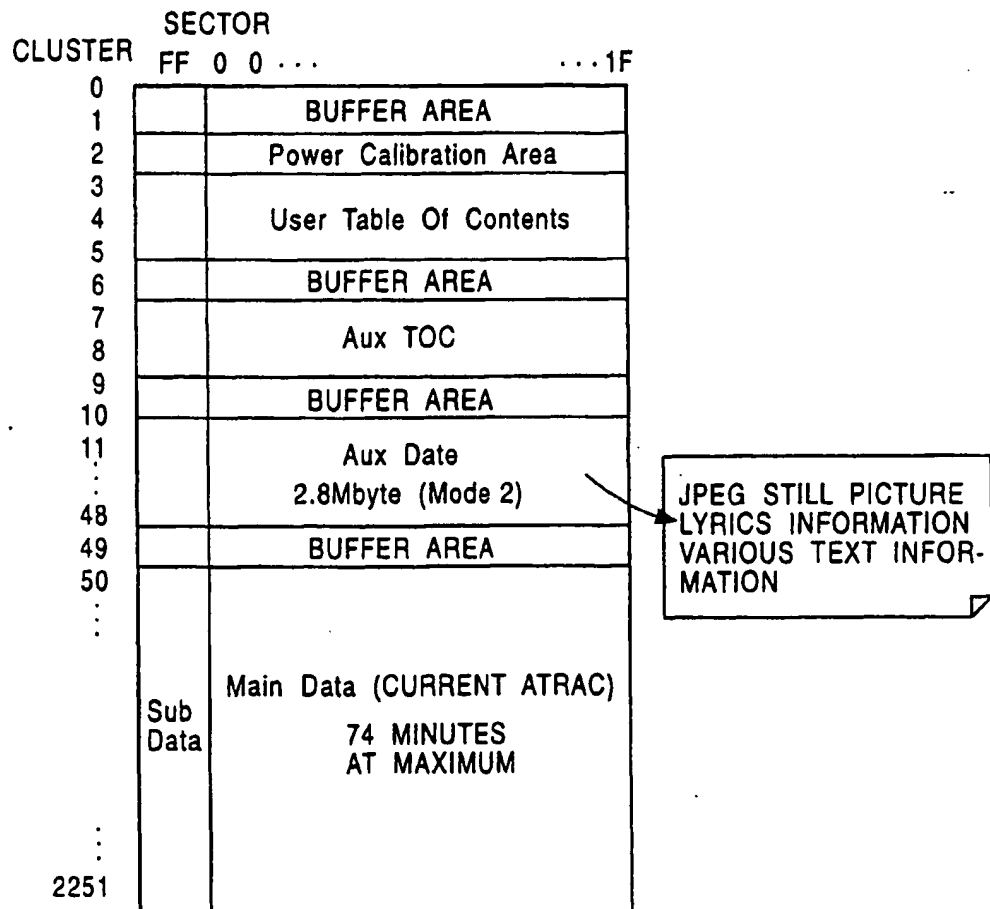 SECTOR
CLUSTER FF 0 0 ··· ··· 1F
0
1 BUFFER AREA
2 Power Calibration Area
3
4 User Table Of Contents
5
6 BUFFER AREA
7
8 Aux TOC
9
10 BUFFER AREA
11 Aux Date
2.8Mbyte (Mode 2)
48
49 BUFFER AREA
50
JPEG STILL PICTURE
LYRICS INFORMATION
VARIOUS TEXT INFOR-
MATION
Main Data (CURRENT ATRAC)
Sub
Data
74 MINUTES
AT MAXIMUM
2251